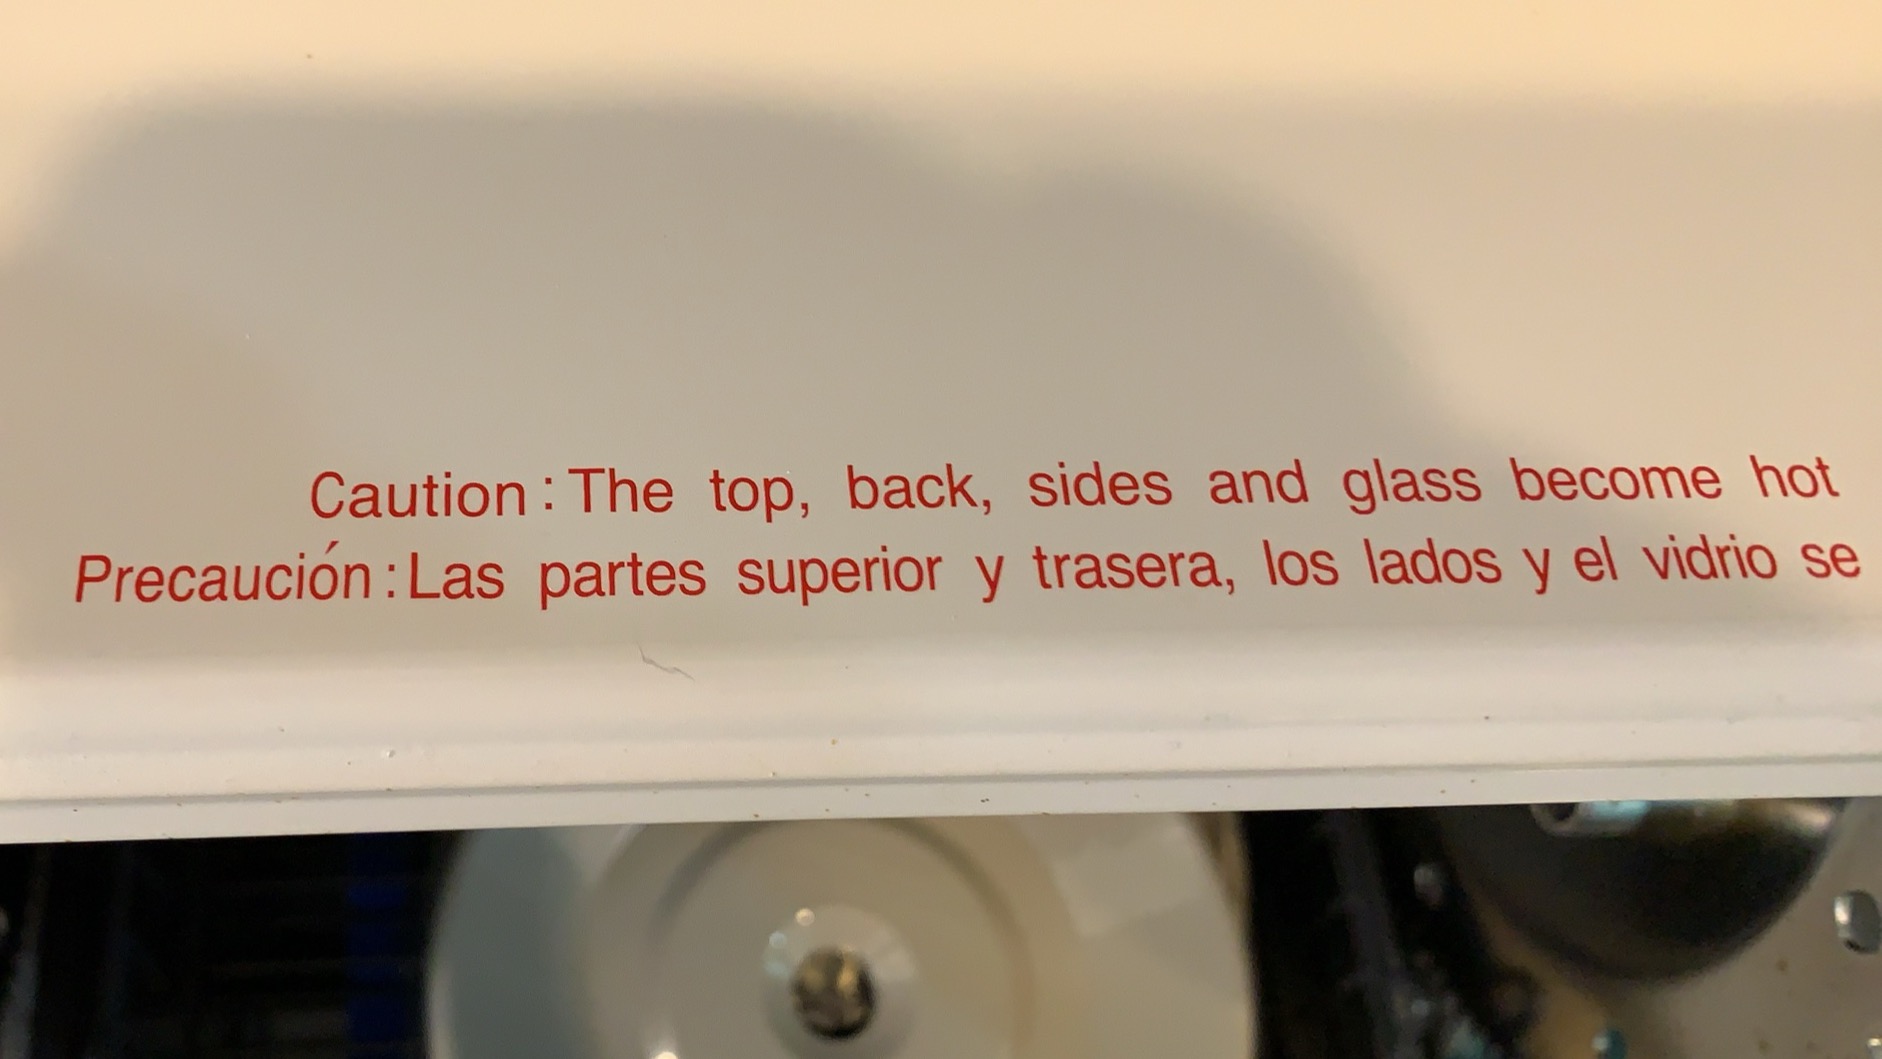 Caution : The top, back, sides and glass become hot
Precaución : Las partes superior y trasera, los lados y el vidrio se